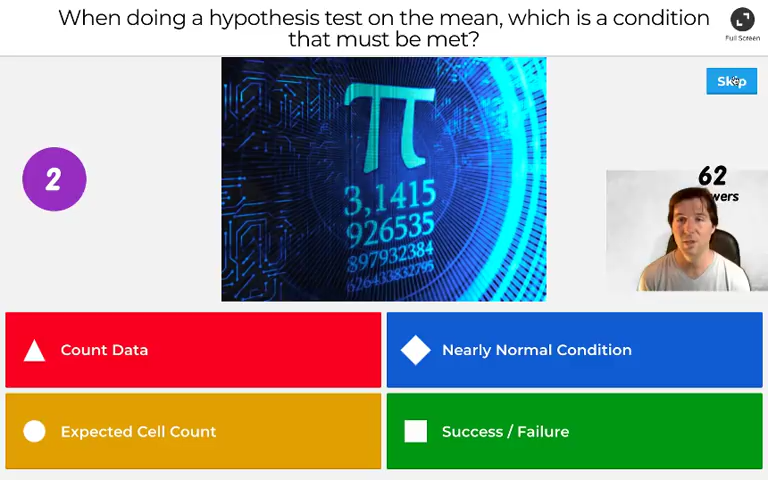 When doing a hypothesis test on the mean, which is a condition
that must be met?
Full Screen
Skip
2
62
π
3,1415
926535
897932384
626433832795
Count Data
Nearly Normal Condition
Expected Cell Count
Success / Failure